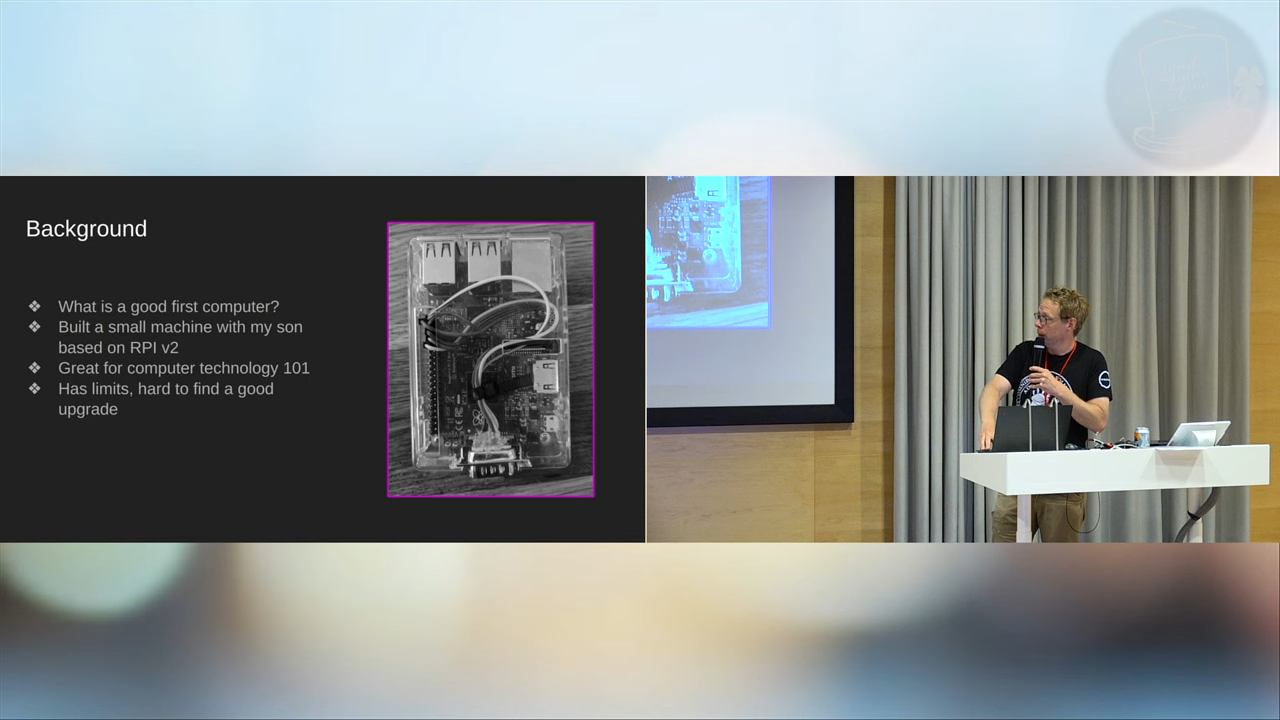 Background
❖ What is a good first computer?
❖ Built a small machine with my son
based on RPI v2
❖ Great for computer technology 101
❖ Has limits, hard to find a good
upgrade